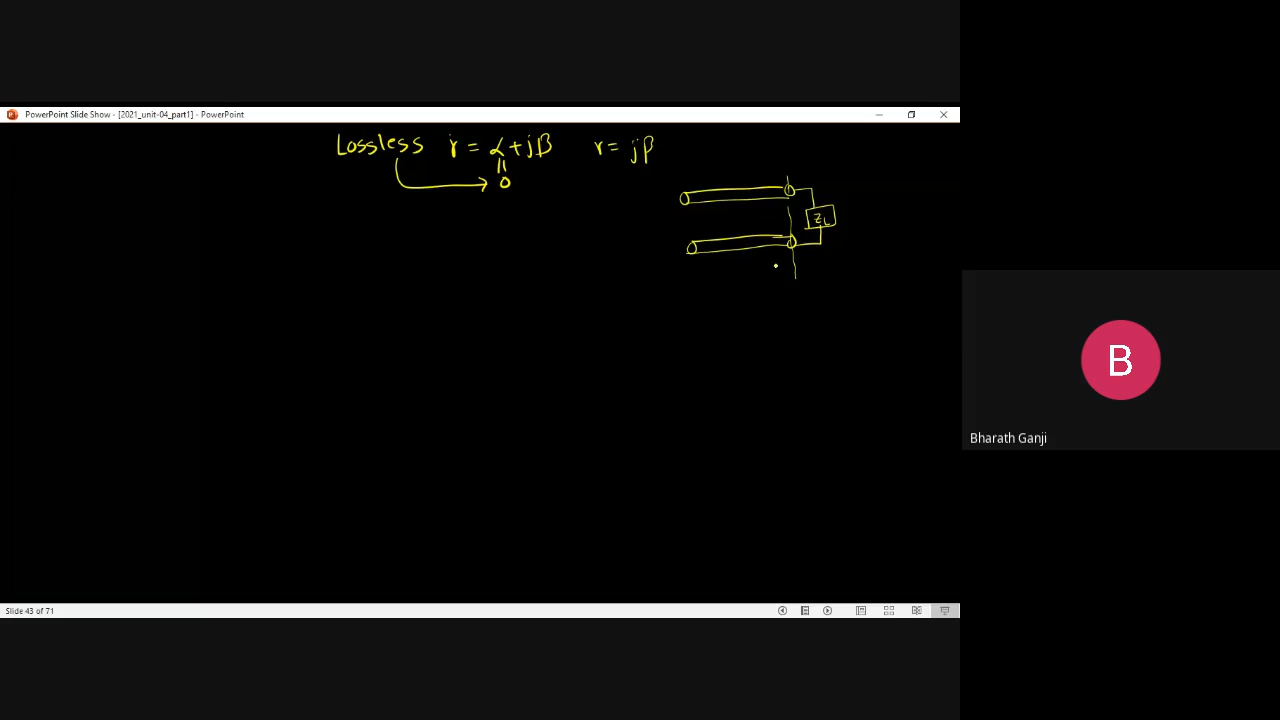 PowerPoint Slide Show - [2021_unit-04_part1] - PowerPoint
Lossless γ = α + jβ γ = jβ
0
ZL
B
Bharath Ganji
Slide 43 of 71